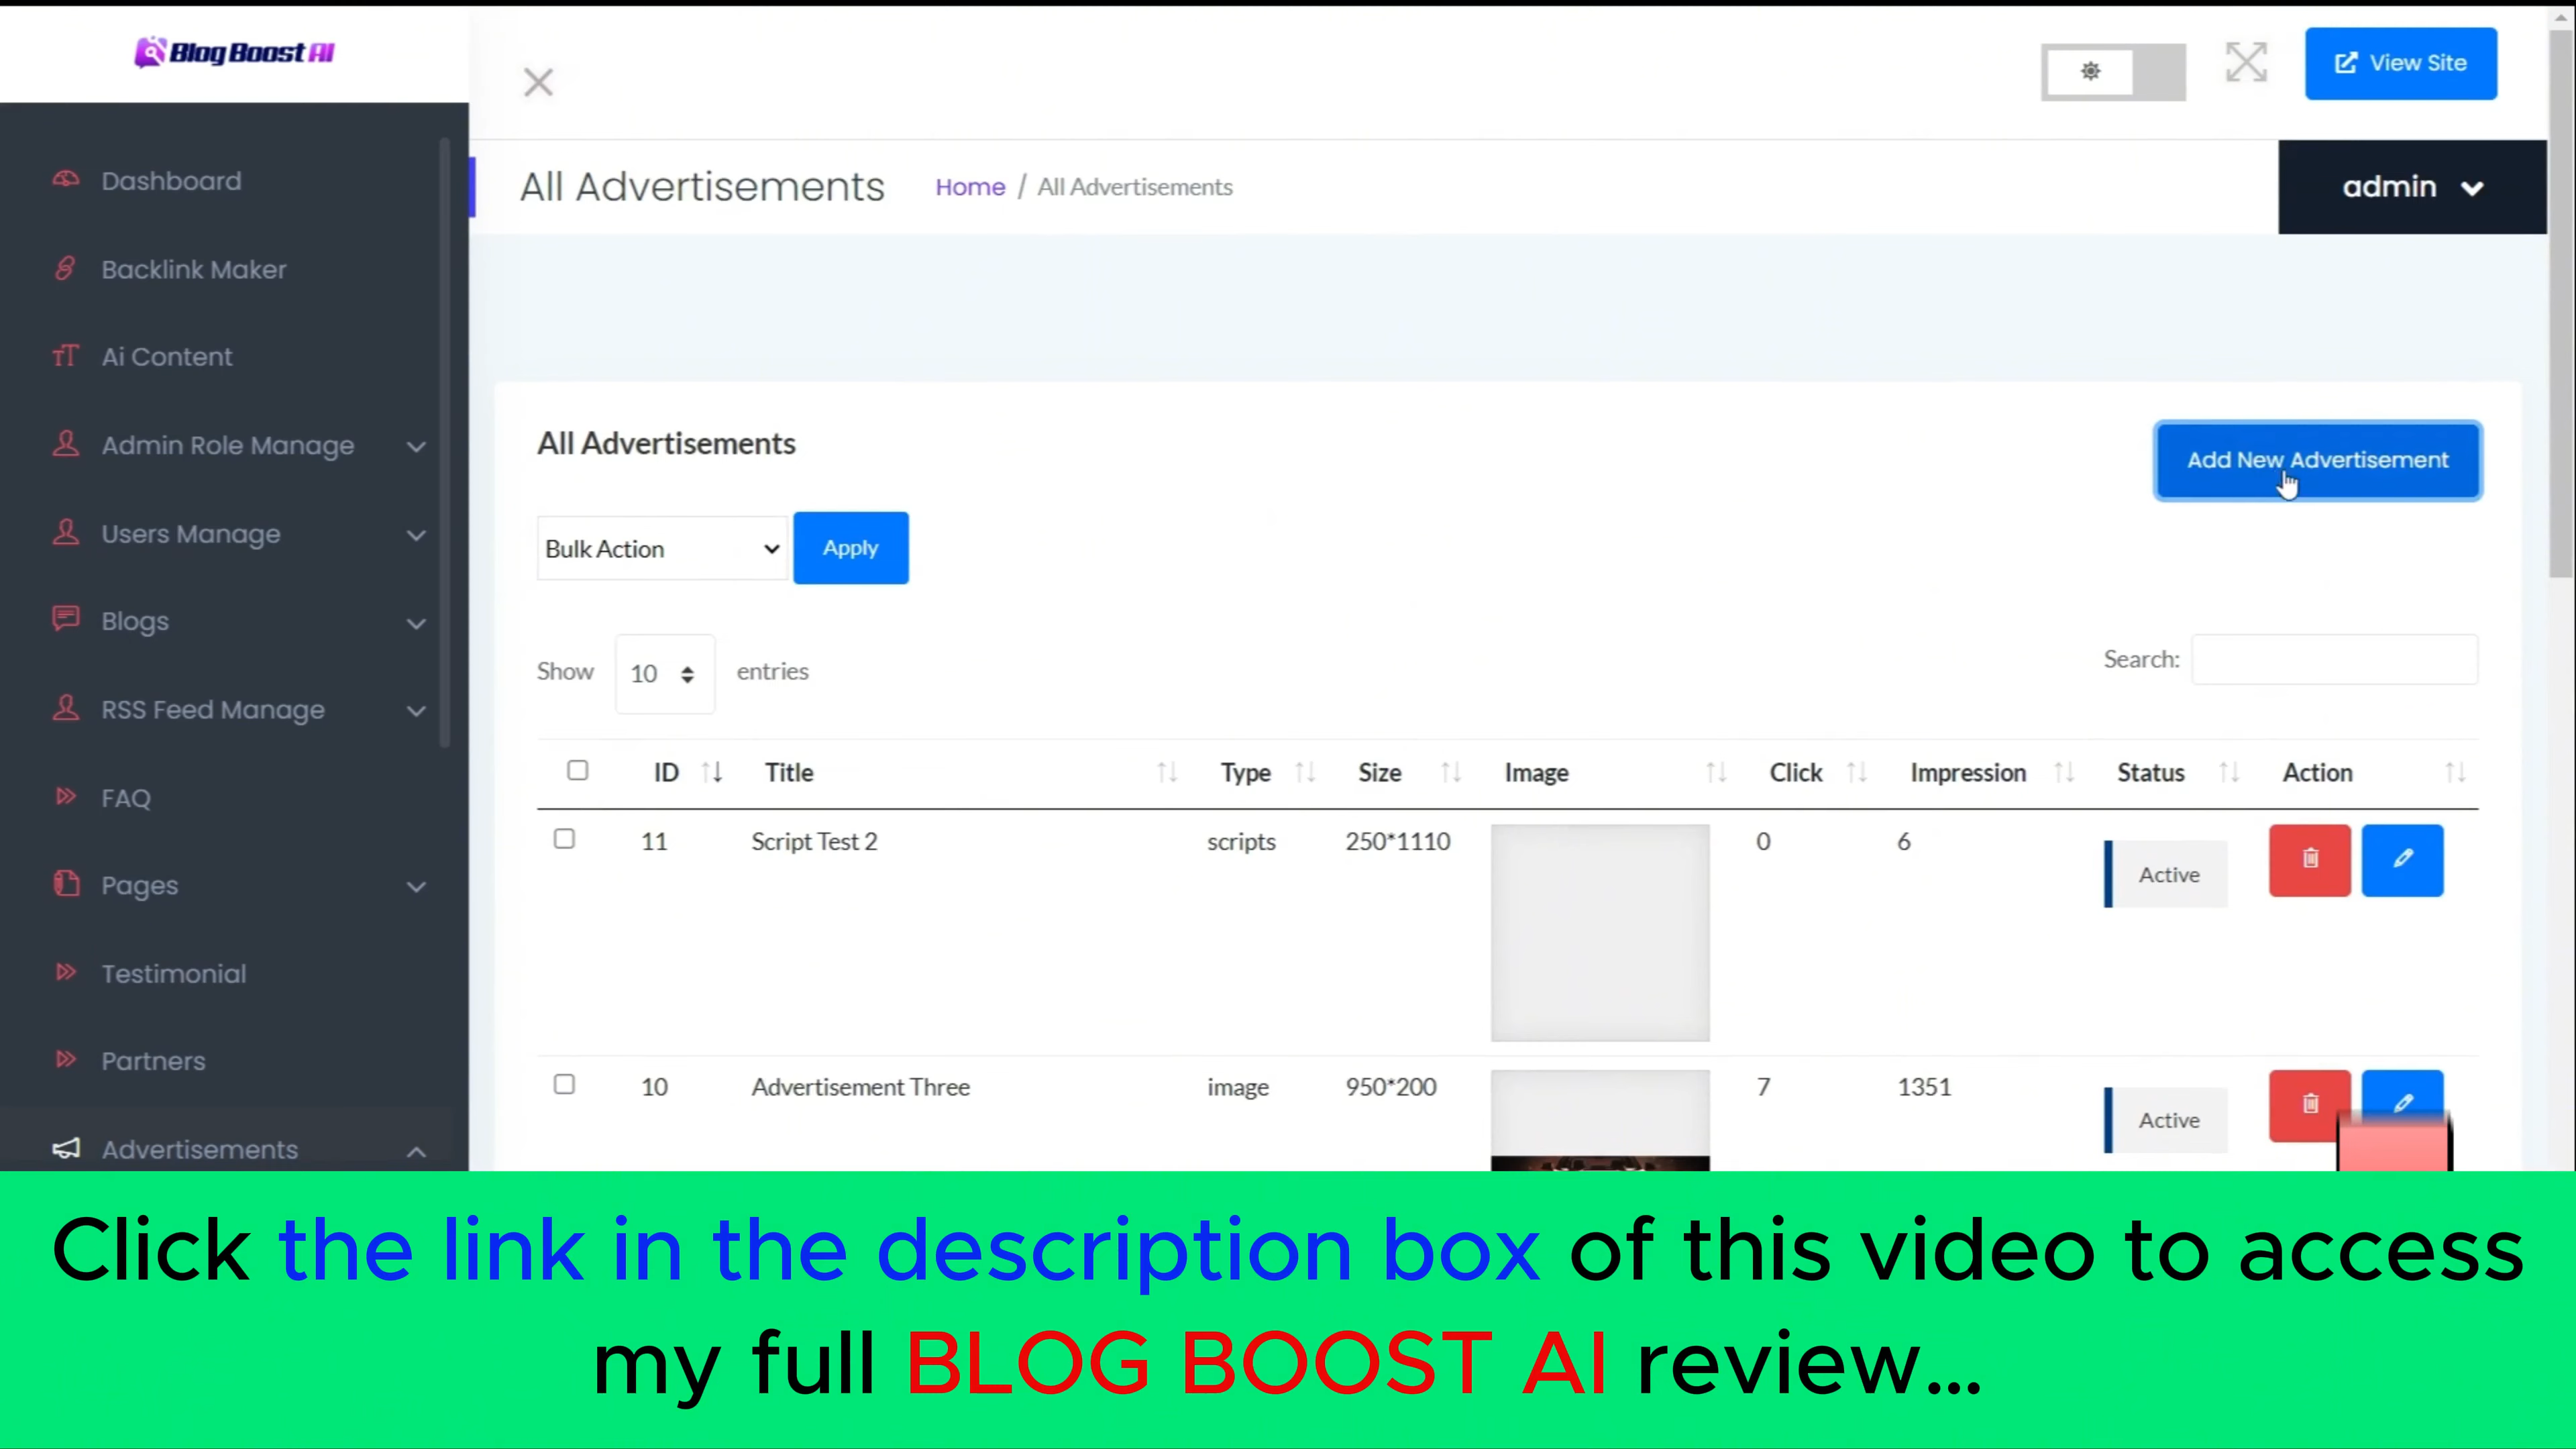 Blog Boost AI
View Site
All Advertisements
Home / All Advertisements
admin
Dashboard
Backlink Maker
Ai Content
Admin Role Manage
Users Manage
Blogs
RSS Feed Manage
FAQ
Pages
Testimonial
Partners
Advertisements
All Advertisements
Add New Advertisement
Bulk Action
Apply
Show 10 entries
Search:
ID Title Type Size Image Click Impression Status Action
11 Script Test 2 scripts 250*1110 0 6 Active
10 Advertisement Three image 950*200 7 1351 Active
Click the link in the description box of this video to access
my full BLOG BOOST AI review...